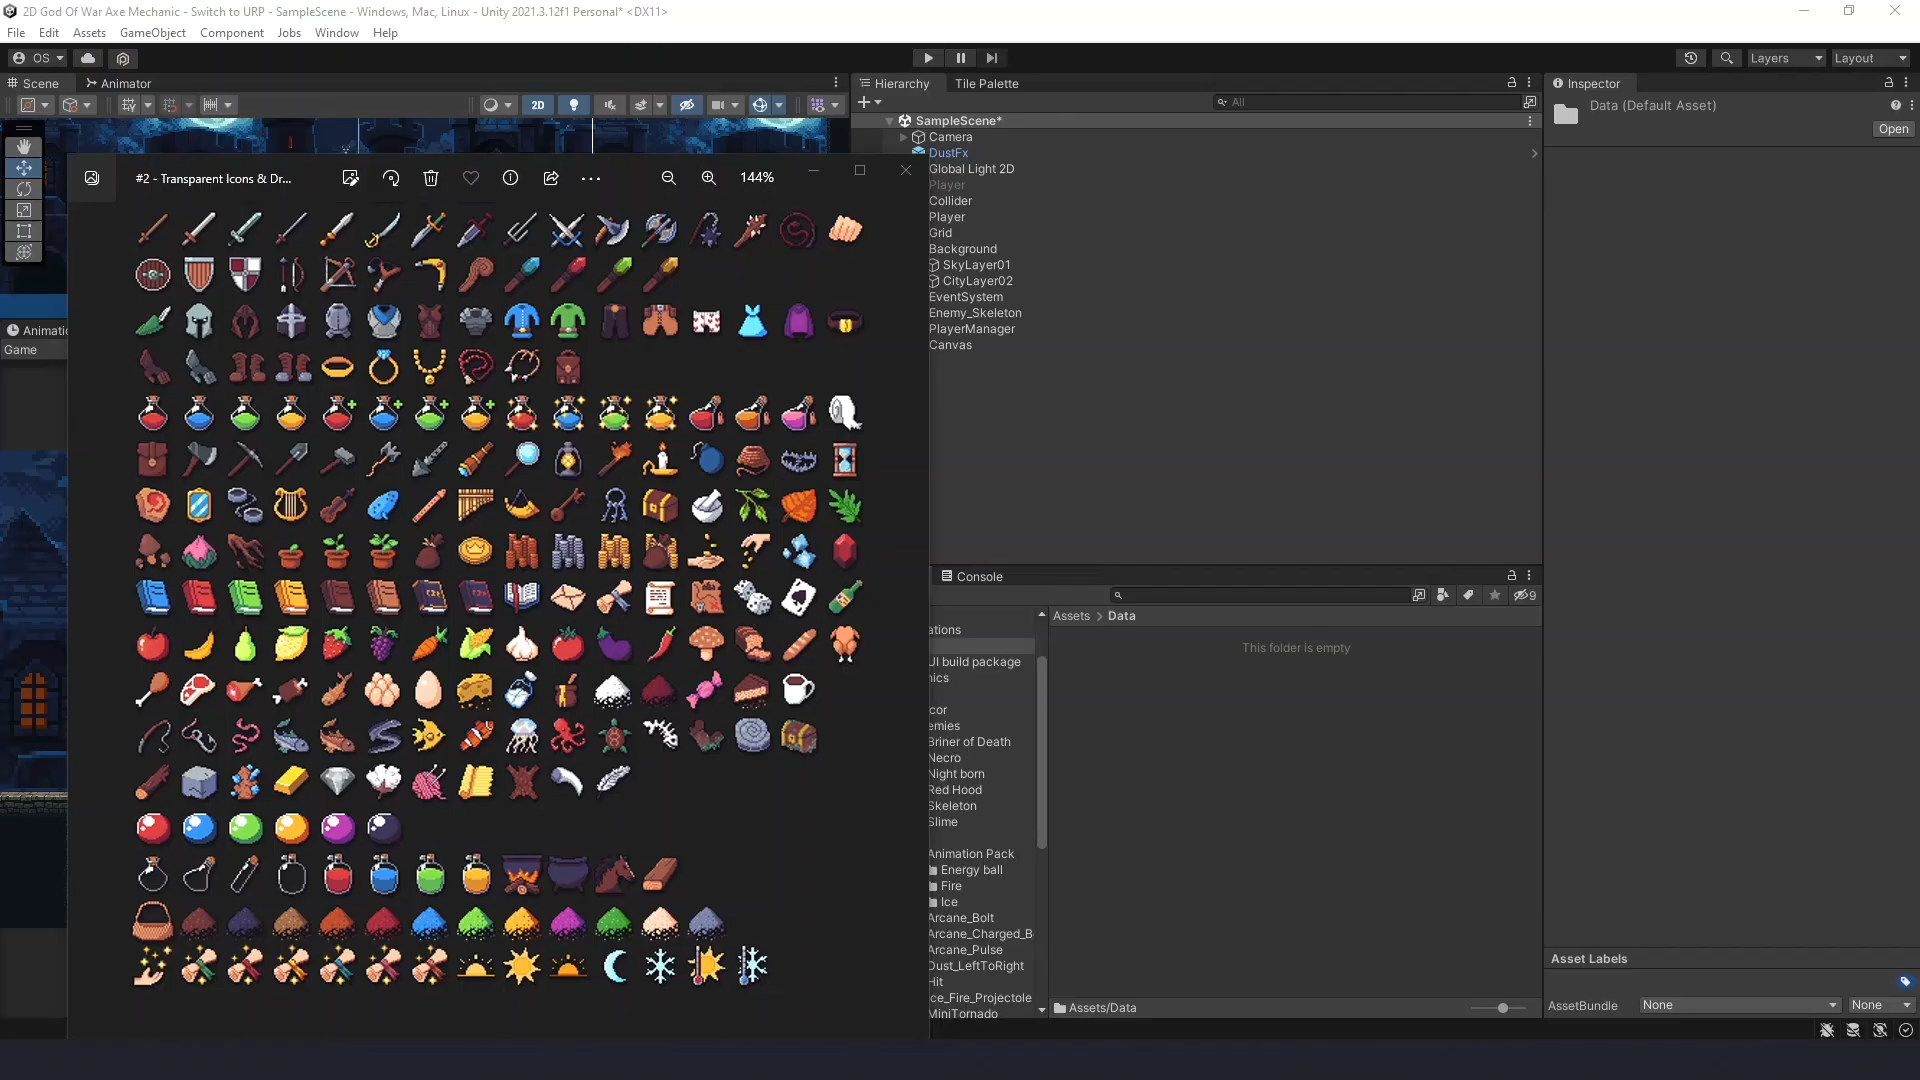 2D God Of War Axe Mechanic - Switch to URP - SampleScene - Windows, Mac, Linux - Unity 2021.3.12f1 Personal* <DX11>
File Edit Assets GameObject Component Jobs Window Help
OS Layers Layout
Scene Animator Hierarchy Tile Palette Inspector
2D All Data (Default Asset)
Open
SampleScene*
Camera
DustFx
Global Light 2D
Player
Collider
Player
Grid
Background
SkyLayer01
CityLayer02
EventSystem
Enemy_Skeleton
PlayerManager
Canvas
#2 - Transparent Icons & Dr... 144%
Animatio
Game
Console
9
Assets > Data
This folder is empty
ations
UI build package
nics
cor
emies
Briner of Death
Necro
Night born
Red Hood
Skeleton
Slime
Animation Pack
Energy ball
Fire
Ice
Arcane_Bolt
Arcane_Charged_B
Arcane_Pulse
Dust_LeftToRight
Hit
ce_Fire_Projectole
MiniTornado
Assets/Data
Asset Labels
AssetBundle None None